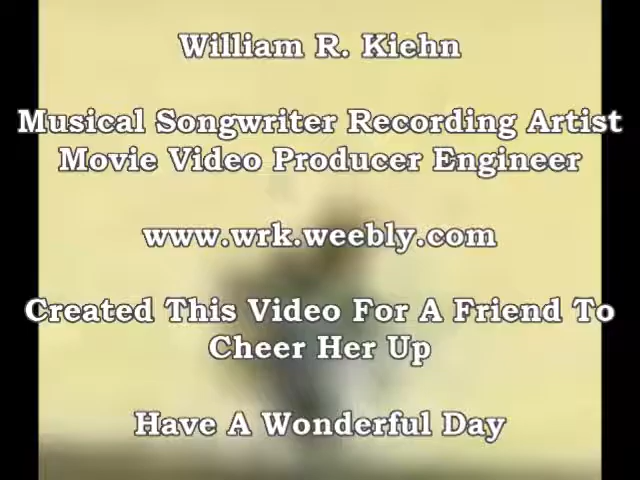 William R. Kiehn
Musical Songwriter Recording Artist
Movie Video Producer Engineer
www.wrk.weebly.com
Created This Video For A Friend To
Cheer Her Up
Have A Wonderful Day